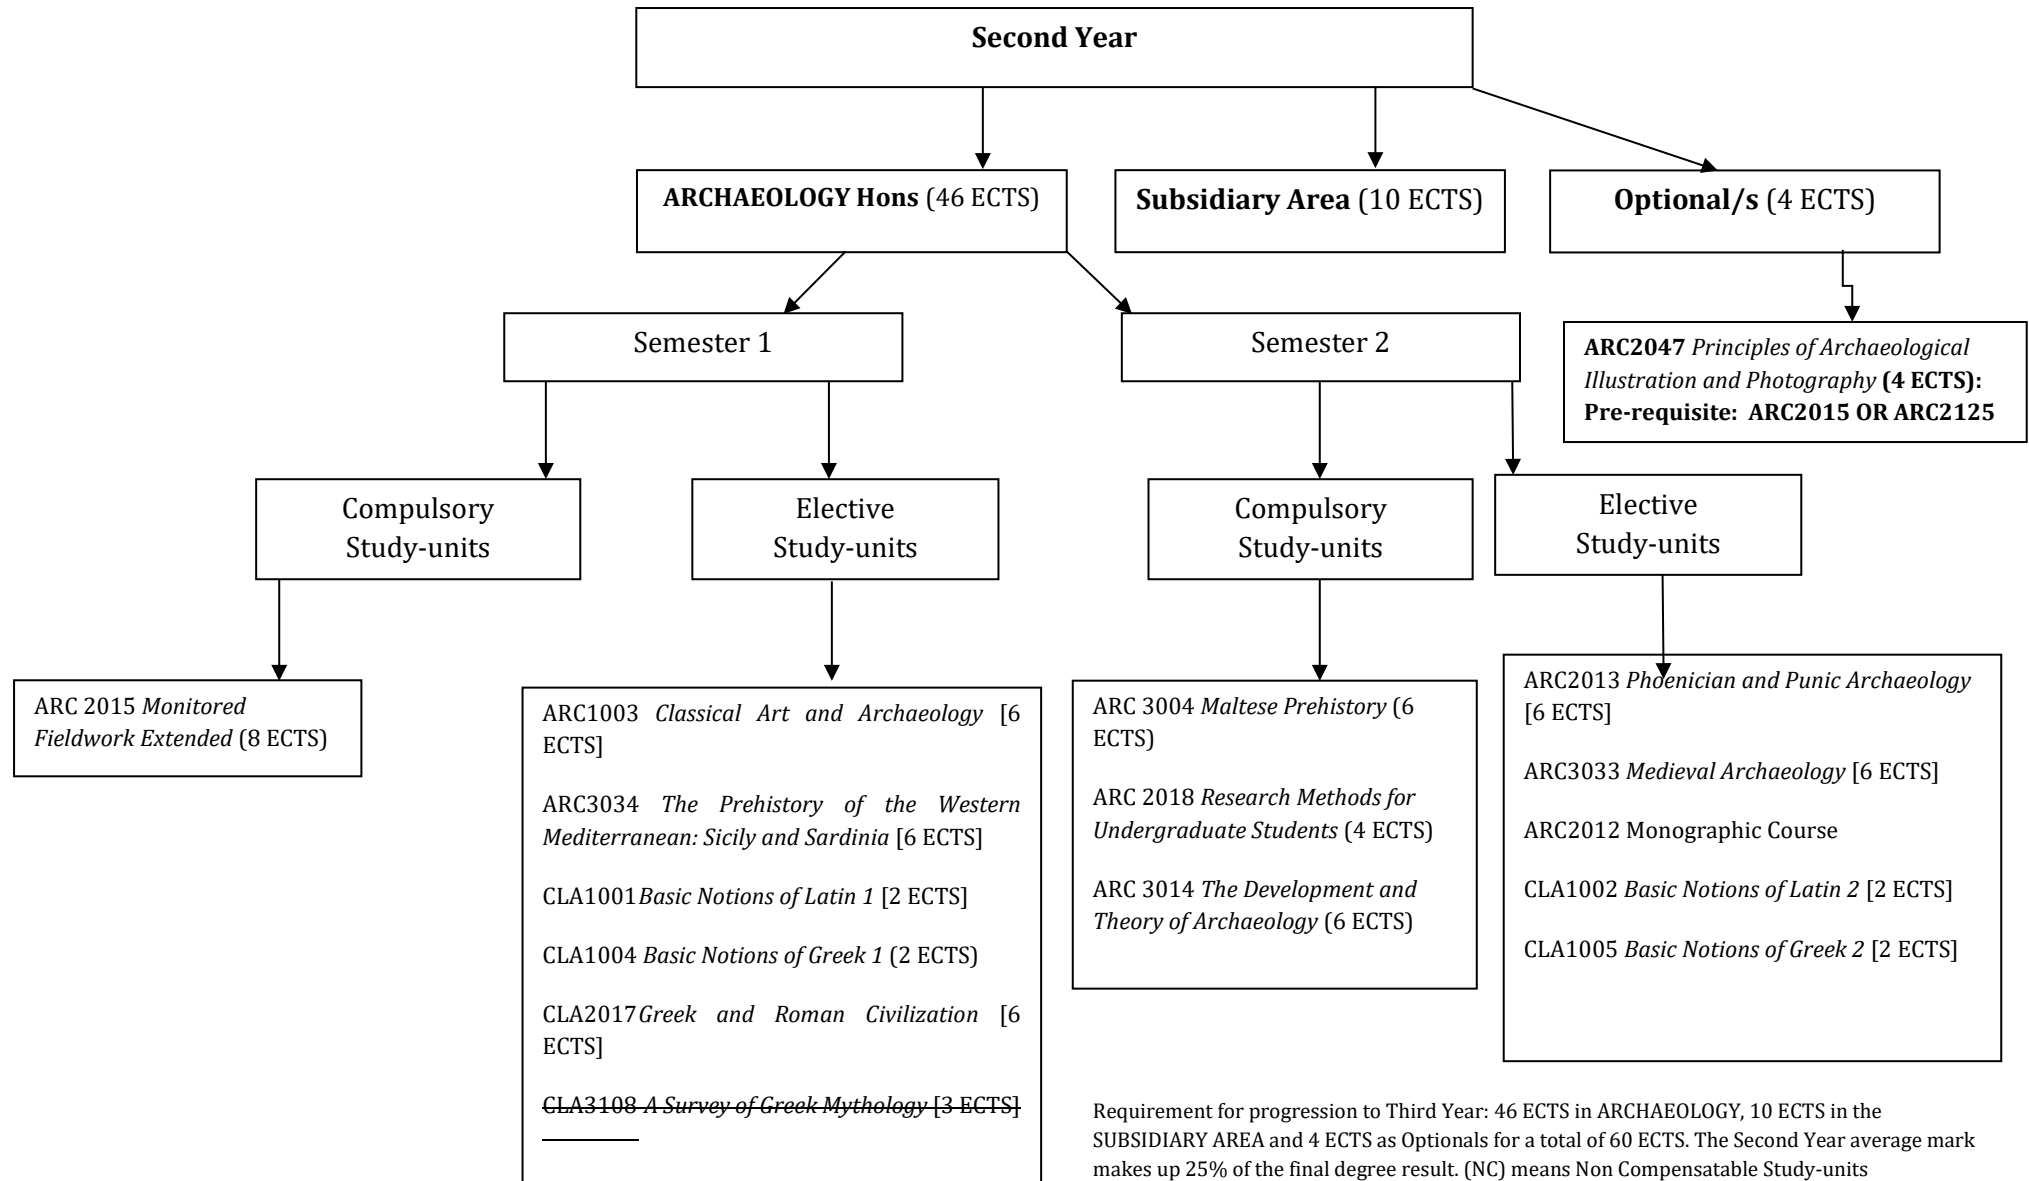 Second Year
ARCHAEOLOGY Hons (46 ECTS)
Subsidiary Area (10 ECTS)
Optional/s (4 ECTS)
Semester 1
Semester 2
ARC2047 Principles of Archaeological
Illustration and Photography (4 ECTS):
Pre-requisite: ARC2015 OR ARC2125
Compulsory
Study-units
Elective
Study-units
Compulsory
Study-units
Elective
Study-units
ARC 2015 Monitored
Fieldwork Extended (8 ECTS)
ARC1003 Classical Art and Archaeology [6
ECTS]
ARC3034 The Prehistory of the Western
Mediterranean: Sicily and Sardinia [6 ECTS]
CLA1001 Basic Notions of Latin 1 [2 ECTS]
CLA1004 Basic Notions of Greek 1 (2 ECTS)
CLA2017 Greek and Roman Civilization [6
ECTS]
CLA3108 A Survey of Greek Mythology [3 ECTS]
ARC 3004 Maltese Prehistory (6
ECTS)
ARC 2018 Research Methods for
Undergraduate Students (4 ECTS)
ARC 3014 The Development and
Theory of Archaeology (6 ECTS)
ARC2013 Phoenician and Punic Archaeology
[6 ECTS]
ARC3033 Medieval Archaeology [6 ECTS]
ARC2012 Monographic Course
CLA1002 Basic Notions of Latin 2 [2 ECTS]
CLA1005 Basic Notions of Greek 2 [2 ECTS]
Requirement for progression to Third Year: 46 ECTS in ARCHAEOLOGY, 10 ECTS in the
SUBSIDIARY AREA and 4 ECTS as Optionals for a total of 60 ECTS. The Second Year average mark
makes up 25% of the final degree result. (NC) means Non Compensatable Study-units